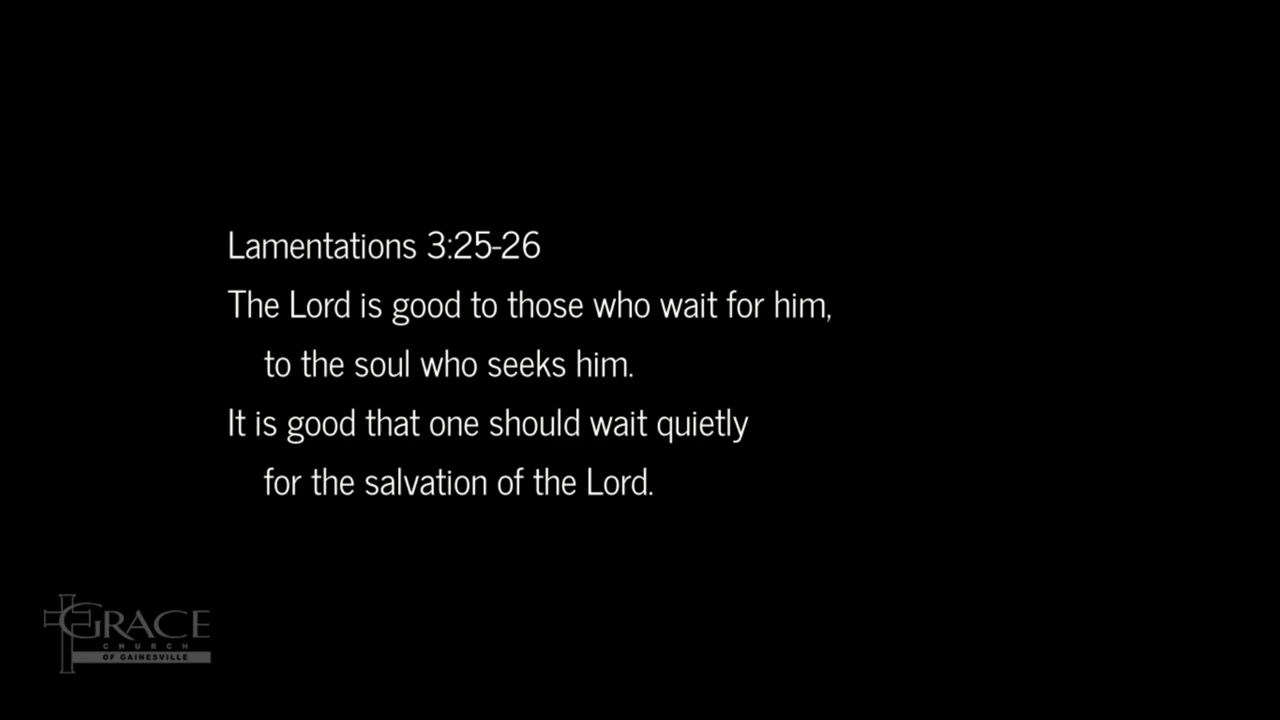 Lamentations 3:25-26
The Lord is good to those who wait for him,
to the soul who seeks him.
It is good that one should wait quietly
for the salvation of the Lord.
GRACE
CHURCH
OF GAINESVILLE